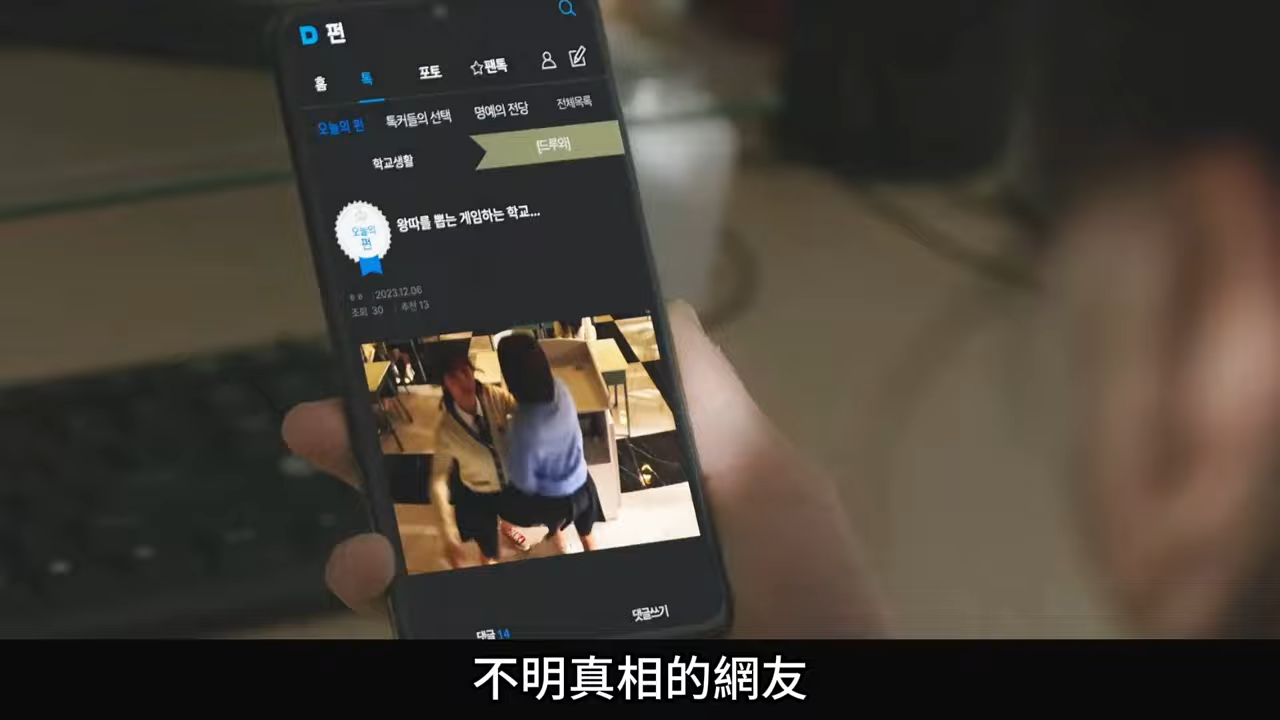 D 펀
홈 톡 포토 ☆팬톡
오늘의 펀 톡커들의 선택 명예의 전당 전체목록
학교생활 [드루와]
오늘의 펀
왕따를 뽑는 게임하는 학교...
ㅎㅎ | 2023.12.06
조회 30 | 추천 13
댓글쓰기
댓글 14
不明真相的網友